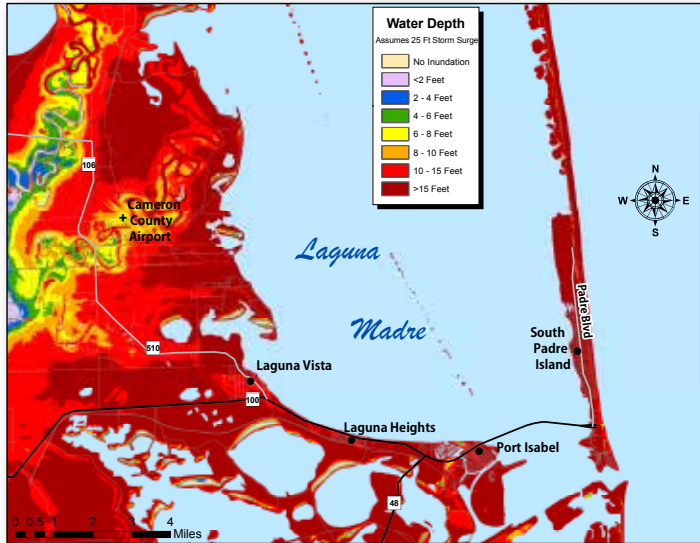 Water Depth
Assumes 25 Ft Storm Surge
No Inundation
<2 Feet
2 - 4 Feet
4 - 6 Feet
6 - 8 Feet
8 - 10 Feet
10 - 15 Feet
>15 Feet
N
W
E
S
106
Cameron
County
Airport
Laguna
Madre
Padre Blvd
South
Padre
Island
510
Laguna Vista
100
Laguna Heights
Port Isabel
48
0 0.5 1 2 3 4
Miles